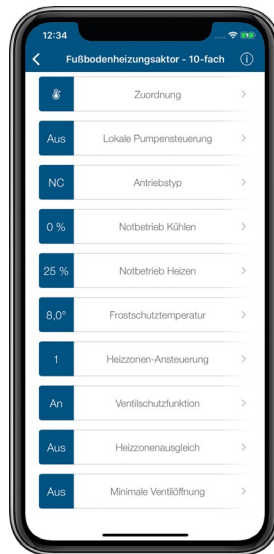 12:34
Fußbodenheizungsaktor - 10-fach
Zuordnung
Aus Lokale Pumpensteuerung
NC Antriebstyp
0 % Notbetrieb Kühlen
25 % Notbetrieb Heizen
8,0° Frostschutztemperatur
1 Heizzonen-Ansteuerung
An Ventilschutzfunktion
Aus Heizzonenausgleich
Aus Minimale Ventilöffnung